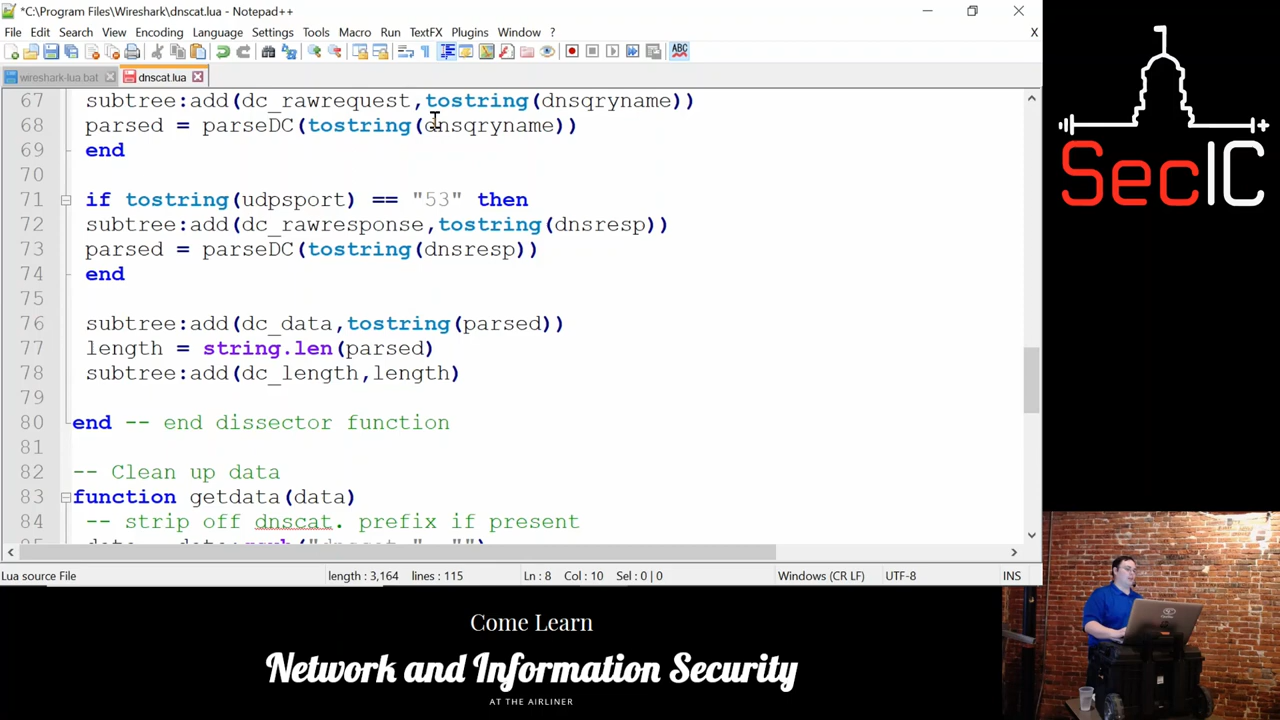 *C:\Program Files\Wireshark\dnscat.lua - Notepad++
File Edit Search View Encoding Language Settings Tools Macro Run TextFX Plugins Window ? X
wireshark-lua.bat dnscat.lua
67 subtree:add(dc_rawrequest,tostring(dnsqryname))
68 parsed = parseDC(tostring(dnsqryname))
69 end
70
71 if tostring(udpsport) == "53" then
72 subtree:add(dc_rawresponse,tostring(dnsresp))
73 parsed = parseDC(tostring(dnsresp))
74 end
75
76 subtree:add(dc_data,tostring(parsed))
77 length = string.len(parsed)
78 subtree:add(dc_length,length)
79
80 end -- end dissector function
81
82 -- Clean up data
83 function getdata(data)
84 -- strip off dnscat. prefix if present
Lua source File length : 3,164 lines : 115 Ln : 8 Col : 10 Sel : 0 | 0 Windows (CR LF) UTF-8 INS
SecIC
Come Learn
Network and Information Security
AT THE AIRLINER